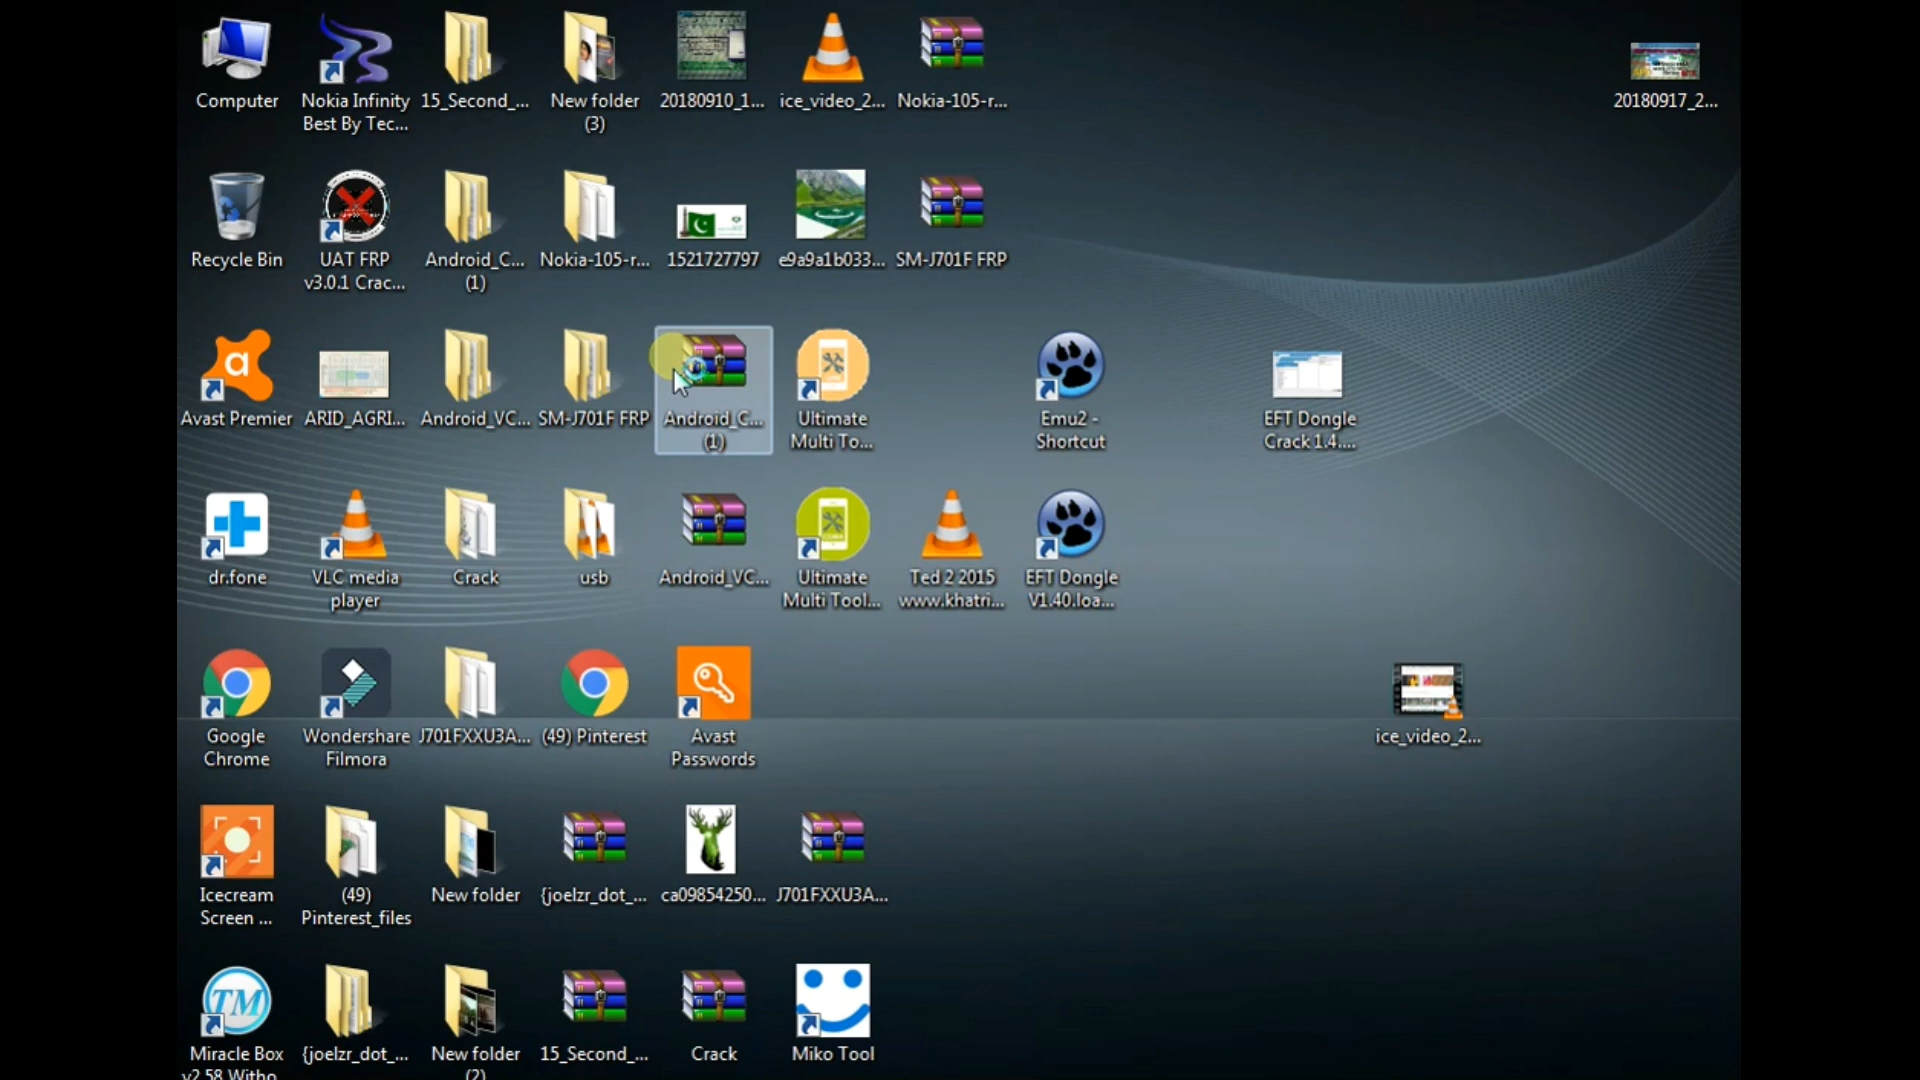 Computer
Nokia Infinity
Best By Tec...
15_Second_...
New folder
(3)
20180910_1...
ice_video_2...
Nokia-105-r...
20180917_2...
Recycle Bin
UAT FRP
v3.0.1 Crac...
Android_C...
(1)
Nokia-105-r...
1521727797
e9a9a1b033...
SM-J701F FRP
Avast Premier
ARID_AGRI...
Android_VC...
SM-J701F FRP
Android_C...
(1)
Ultimate
Multi To...
Emu2 -
Shortcut
EFT Dongle
Crack 1.4....
dr.fone
VLC media
player
Crack
usb
Android_VC...
Ultimate
Multi Tool...
Ted 2 2015
www.khatri...
EFT Dongle
V1.40.loa...
Google
Chrome
Wondershare
Filmora
J701FXXU3A...
(49) Pinterest
Avast
Passwords
ice_video_2...
Icecream
Screen ...
(49)
Pinterest_files
New folder
{joelzr_dot_...
ca09854250...
J701FXXU3A...
TM
Miracle Box
v2.58 Witho...
{joelzr_dot_...
New folder
(2)
15_Second_...
Crack
Miko Tool